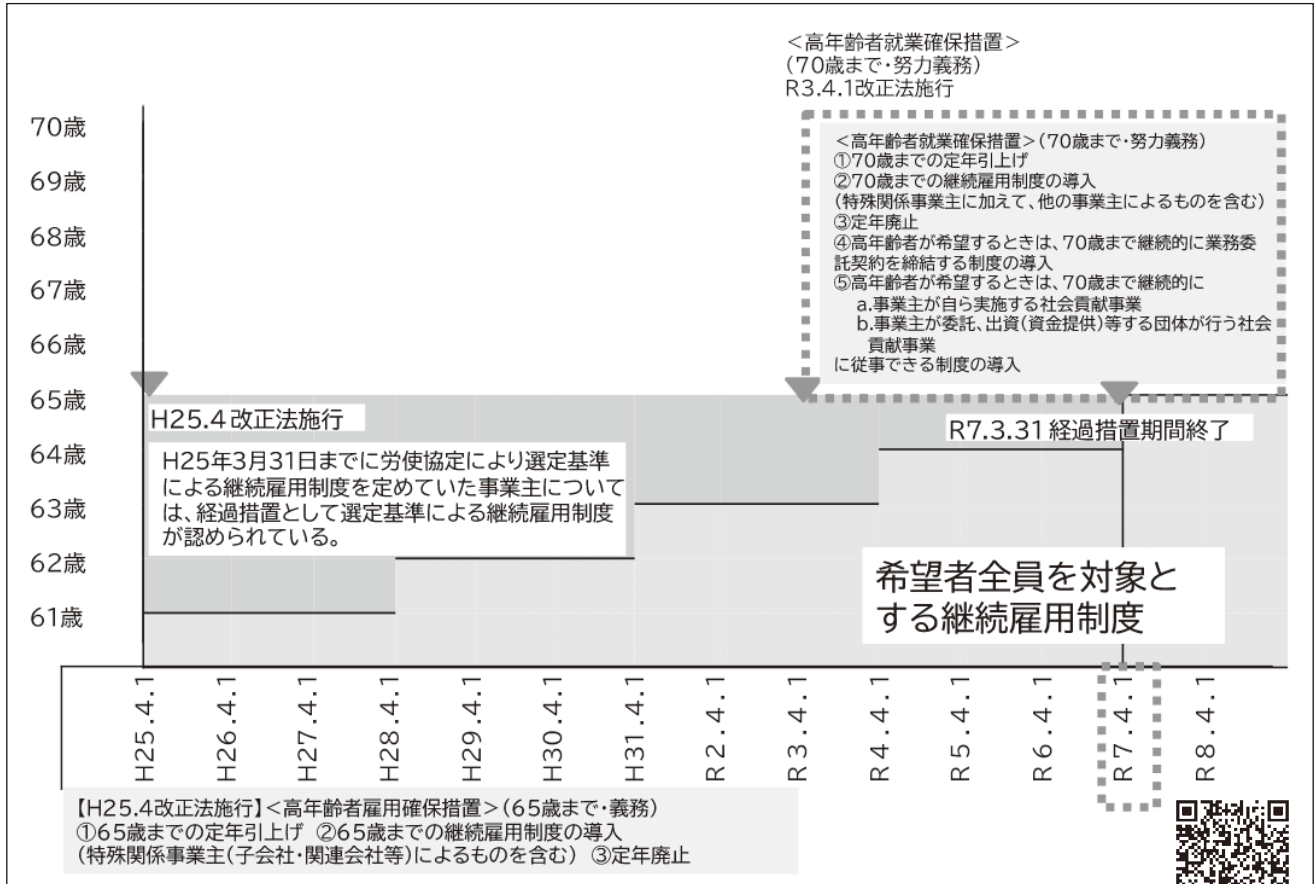 <高年齢者就業確保措置>
(70歳まで・努力義務)
R3.4.1改正法施行
70歳
69歳
68歳
67歳
66歳
65歳
64歳
63歳
62歳
61歳
<高年齢者就業確保措置>(70歳まで・努力義務)
①70歳までの定年引上げ
②70歳までの継続雇用制度の導入
(特殊関係事業主に加えて、他の事業主によるものを含む)
③定年廃止
④高年齢者が希望するときは、70歳まで継続的に業務委
託契約を締結する制度の導入
⑤高年齢者が希望するときは、70歳まで継続的に
a.事業主が自ら実施する社会貢献事業
b.事業主が委託、出資(資金提供)等する団体が行う社会
貢献事業
に従事できる制度の導入
H25.4改正法施行
H25年3月31日までに労使協定により選定基準
による継続雇用制度を定めていた事業主について
は、経過措置として選定基準による継続雇用制度
が認められている。
R7.3.31 経過措置期間終了
希望者全員を対象と
する継続雇用制度
H25.4.1
H26.4.1
H27.4.1
H28.4.1
H29.4.1
H30.4.1
H31.4.1
R2.4.1
R3.4.1
R4.4.1
R5.4.1
R6.4.1
R7.4.1
R8.4.1
【H25.4改正法施行】<高年齢者雇用確保措置>(65歳まで・義務)
①65歳までの定年引上げ ②65歳までの継続雇用制度の導入
(特殊関係事業主(子会社・関連会社等)によるものを含む) ③定年廃止